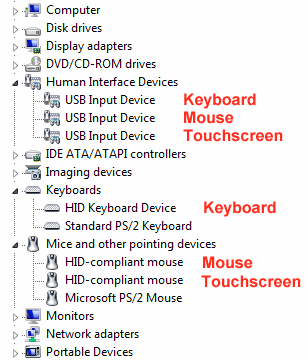 Computer
Disk drives
Display adapters
DVD/CD-ROM drives
Human Interface Devices
USB Input Device Keyboard
USB Input Device Mouse
USB Input Device Touchscreen
IDE ATA/ATAPI controllers
Imaging devices
Keyboards
HID Keyboard Device Keyboard
Standard PS/2 Keyboard
Mice and other pointing devices
HID-compliant mouse Mouse
HID-compliant mouse Touchscreen
Microsoft PS/2 Mouse
Monitors
Network adapters
Portable Devices